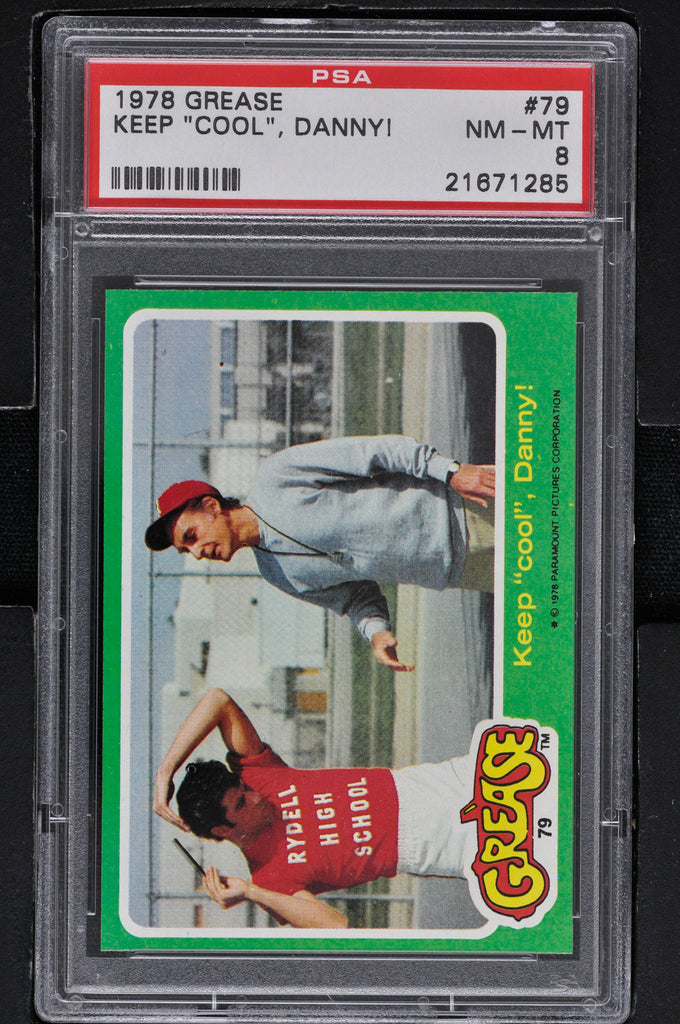 PSA
1978 GREASE
#79
KEEP "COOL", DANNY!
NM - MT
8
21671285
RYDELL
HIGH
SCHOOL
Keep "cool", Danny!
✱ © 1978 PARAMOUNT PICTURES CORPORATION
GREASE
TM
79